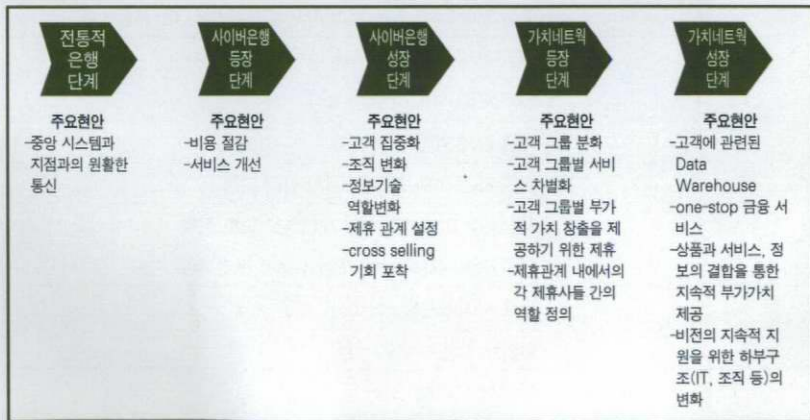 전통적
은행
단계
주요현안
-중앙 시스템과
지점과의 원활한
통신
사이버은행
등장
단계
주요현안
-비용 절감
-서비스 개선
사이버은행
성장
단계
주요현안
-고객 집중화
-조직 변화
-정보기술
역할변화
-제휴 관계 설정
-cross selling
기회 포착
가치네트웍
등장
단계
주요현안
-고객 그룹 분화
-고객 그룹별 서비
스 차별화
-고객 그룹별 부가
적 가치 창출을 제
공하기 위한 제휴
-제휴관계 내에서의
각 제휴사들 간의
역할 정의
가치네트웍
성장
단계
주요현안
-고객에 관련된
Data
Warehouse
-one-stop 금융 서
비스
-상품과 서비스, 정
보의 결합을 통한
지속적 부가가치
제공
-비전의 지속적 지
원을 위한 하부구
조(IT, 조직 등)의
변화